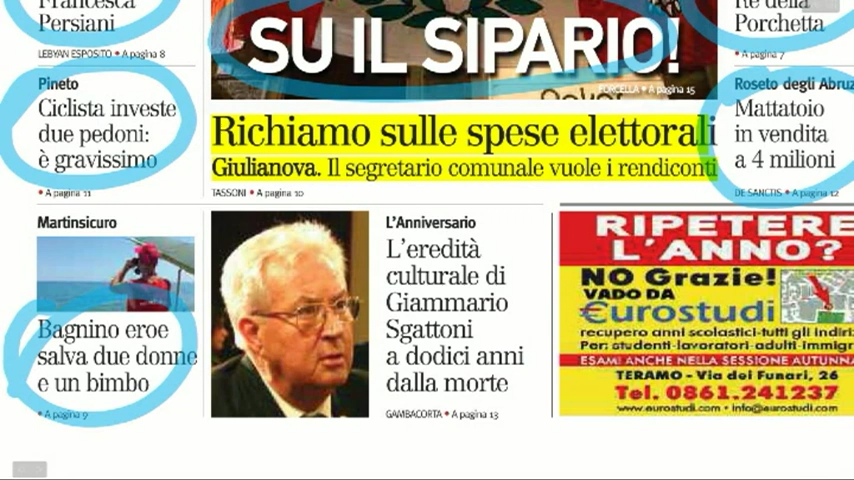 Francesca
Persiani
LEBYAN ESPOSITO • A pagina 8
Pineto
Ciclista investe
due pedoni:
è gravissimo
• A pagina 11
SU IL SIPARIO!
FORCELLA • A pagina 15
Richiamo sulle spese elettorali
Giulianova. Il segretario comunale vuole i rendiconti
TASSONI • A pagina 10
Re della
Porchetta
• A pagina 7
Roseto degli Abruz
Mattatoio
in vendita
a 4 milioni
DE SANCTIS • A pagina 12
Martinsicuro
Bagnino eroe
salva due donne
e un bimbo
• A pagina 9
L'Anniversario
L'eredità
culturale di
Giammario
Sgattoni
a dodici anni
dalla morte
GAMBACORTA • A pagina 13
RIPETERE
L'ANNO?
NO Grazie!
VADO DA
€urostudi
recupero anni scolastici-tutti gli indiri
Per: studenti-lavoratori-adulti-immigr
ESAMI ANCHE NELLA SESSIONE AUTUNNA
TERAMO - Via dei Funari, 26
Tel. 0861.241237
www.eurostudi.com • info@eurostudi.com